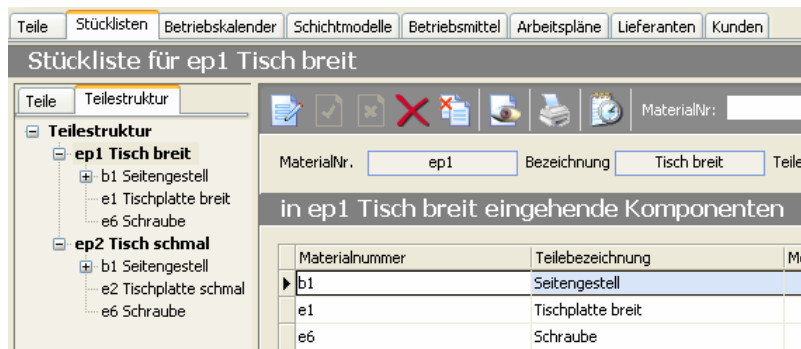 Teile Stücklisten Betriebskalender Schichtmodelle Betriebsmittel Arbeitspläne Lieferanten Kunden
Stückliste für ep1 Tisch breit
Teile Teilestruktur
Teilestruktur
ep1 Tisch breit
b1 Seitengestell
e1 Tischplatte breit
e6 Schraube
ep2 Tisch schmal
b1 Seitengestell
e2 Tischplatte schmal
e6 Schraube
MaterialNr:
MaterialNr. ep1 Bezeichnung Tisch breit
in ep1 Tisch breit eingehende Komponenten
Materialnummer Teilebezeichnung
b1 Seitengestell
e1 Tischplatte breit
e6 Schraube